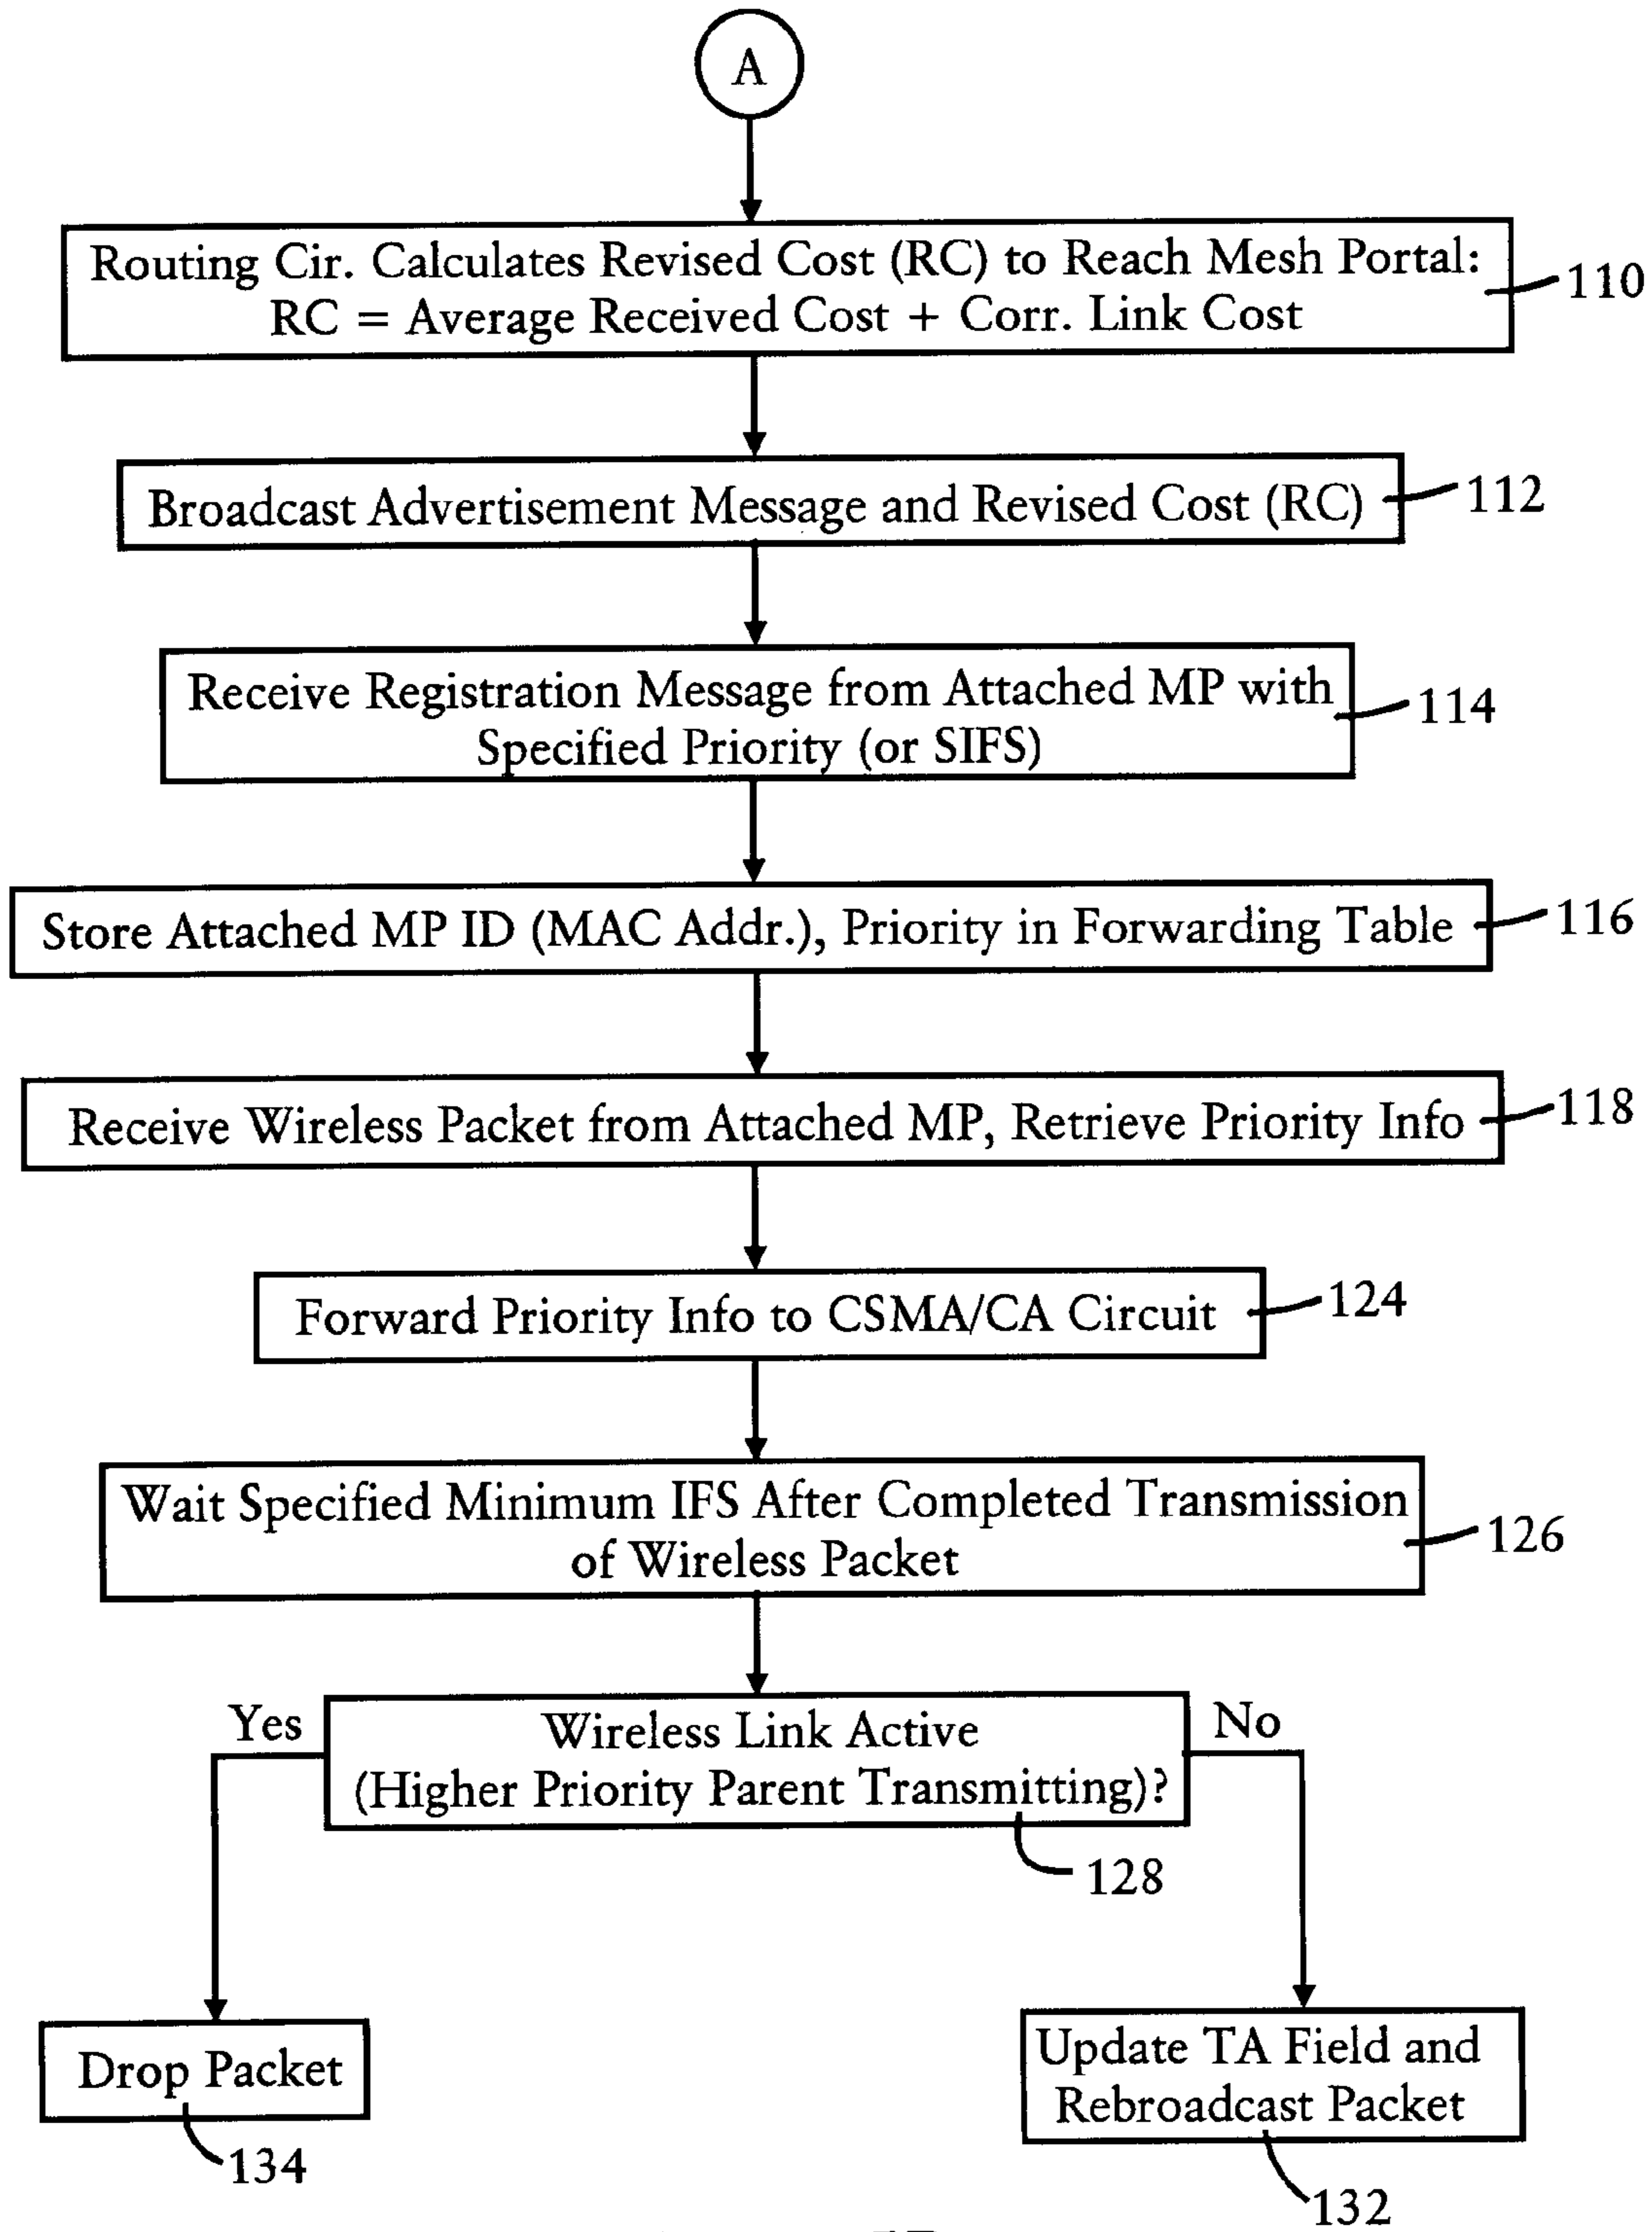 A
Routing Cir. Calculates Revised Cost (RC) to Reach Mesh Portal:
RC = Average Received Cost + Corr. Link Cost
110
Broadcast Advertisement Message and Revised Cost (RC)
112
Receive Registration Message from Attached MP with
Specified Priority (or SIFS)
114
Store Attached MP ID (MAC Addr.), Priority in Forwarding Table
116
Receive Wireless Packet from Attached MP, Retrieve Priority Info
118
Forward Priority Info to CSMA/CA Circuit
124
Wait Specified Minimum IFS After Completed Transmission
of Wireless Packet
126
Yes
Wireless Link Active
(Higher Priority Parent Transmitting)?
No
128
Drop Packet
134
Update TA Field and
Rebroadcast Packet
132